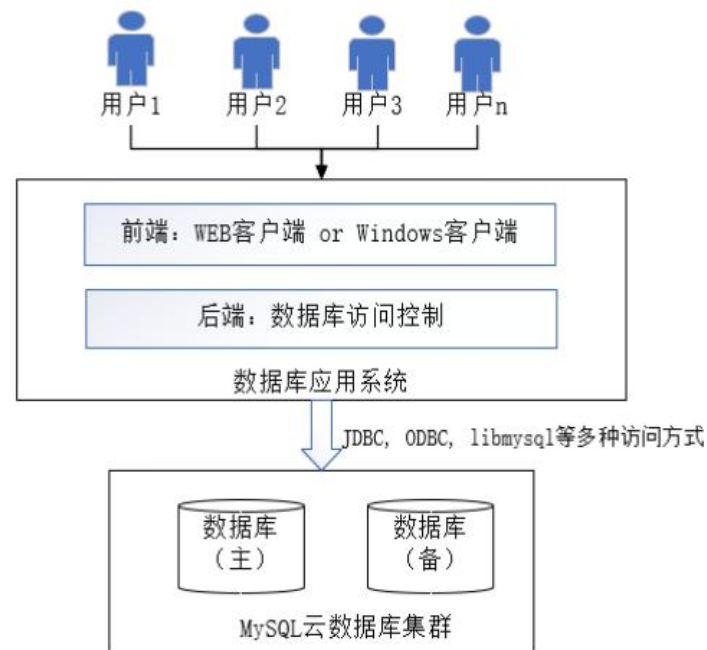 用户1 用户2 用户3 用户n
前端：WEB客户端 or Windows客户端
后端：数据库访问控制
数据库应用系统
JDBC, ODBC, libmysql等多种访问方式
数据库
（主）
数据库
（备）
MySQL云数据库集群